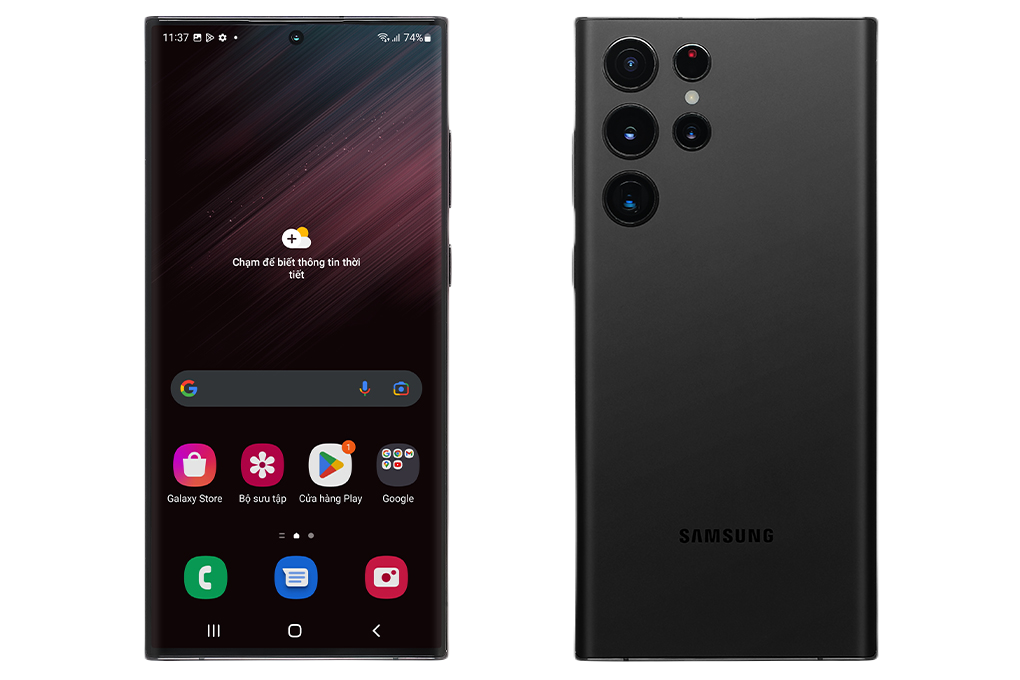 11:37
74%
Chạm để biết thông tin thời
tiết
1
Galaxy Store
Bộ sưu tập
Cửa hàng Play
Google
SAMSUNG